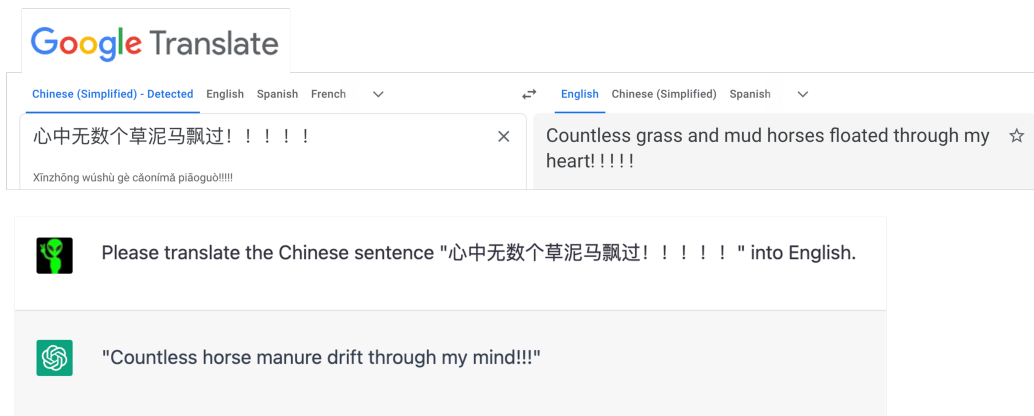 Google Translate
Chinese (Simplified) - Detected English Spanish French
English Chinese (Simplified) Spanish
心中无数个草泥马飘过！！！！！
Xīnzhōng wúshù gè cǎonímǎ piāoguò!!!!!
Countless grass and mud horses floated through my
heart! ! ! ! !
Please translate the Chinese sentence "心中无数个草泥马飘过！！！！！" into English.
"Countless horse manure drift through my mind!!!"